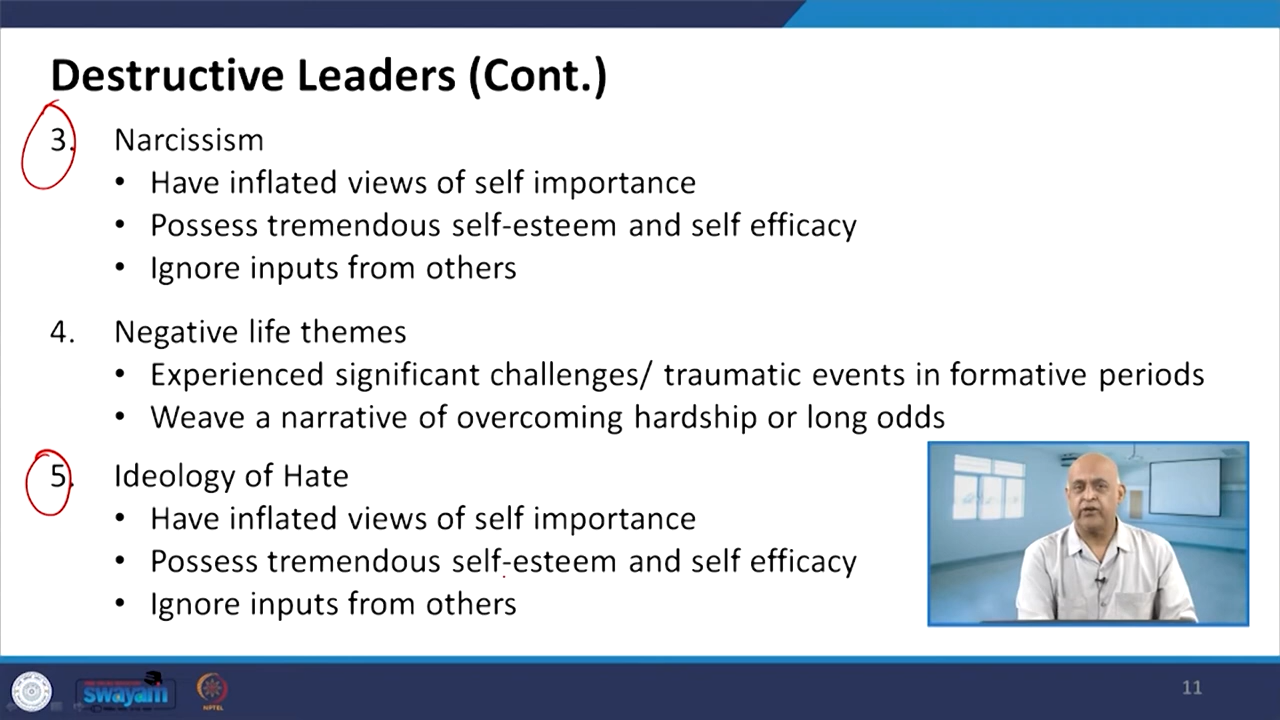 Destructive Leaders (Cont.)
3. Narcissism
• Have inflated views of self importance
• Possess tremendous self-esteem and self efficacy
• Ignore inputs from others
4. Negative life themes
• Experienced significant challenges/ traumatic events in formative periods
• Weave a narrative of overcoming hardship or long odds
5. Ideology of Hate
• Have inflated views of self importance
• Possess tremendous self-esteem and self efficacy
• Ignore inputs from others
swayam
NPTEL
11